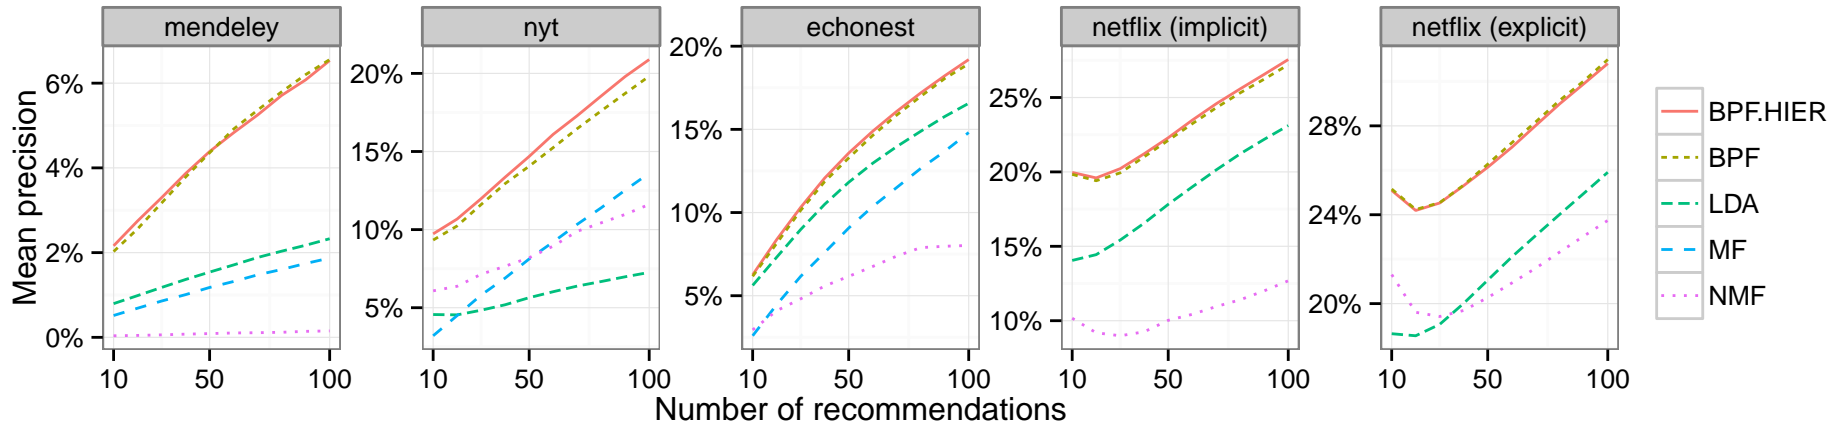 mendeley
nyt
echonest
netflix (implicit)
netflix (explicit)
Mean precision
6%
4%
2%
0%
10 50 100
20%
15%
10%
5%
10 50 100
20%
15%
10%
5%
10 50 100
25%
20%
15%
10%
10 50 100
28%
24%
20%
10 50 100
Number of recommendations
BPF.HIER
BPF
LDA
MF
NMF